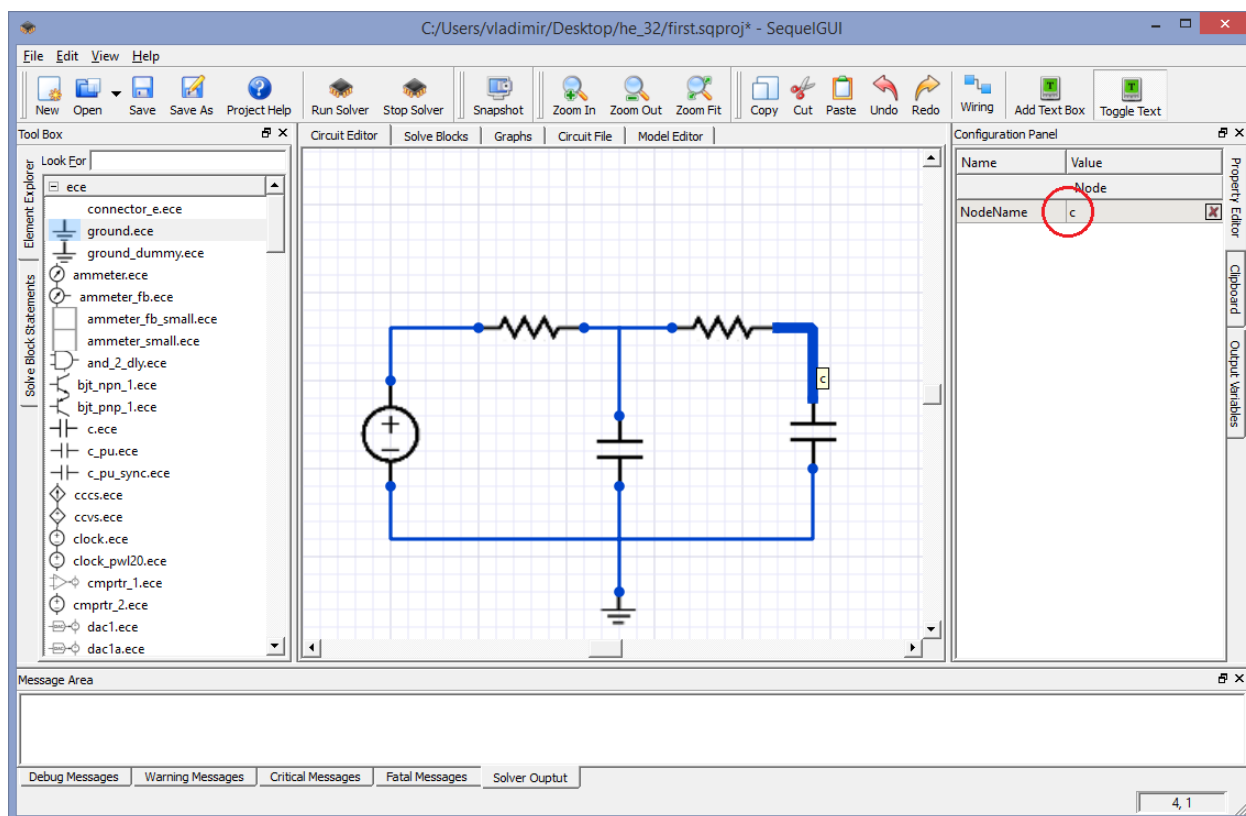 C:/Users/vladimir/Desktop/he_32/first.sqproj* - SequelGUI
File Edit View Help
New Open Save Save As Project Help Run Solver Stop Solver Snapshot Zoom In Zoom Out Zoom Fit Copy Cut Paste Undo Redo Wiring Add Text Box Toggle Text
Tool Box
Element Explorer
Solve Block Statements
Look For
ece
connector_e.ece
ground.ece
ground_dummy.ece
ammeter.ece
ammeter_fb.ece
ammeter_fb_small.ece
ammeter_small.ece
and_2_dly.ece
bjt_npn_1.ece
bjt_pnp_1.ece
c.ece
c_pu.ece
c_pu_sync.ece
cccs.ece
ccvs.ece
clock.ece
clock_pwl20.ece
cmprtr_1.ece
cmprtr_2.ece
dac1.ece
dac1a.ece
Circuit Editor Solve Blocks Graphs Circuit File Model Editor
c
Configuration Panel
Name Value
Node
NodeName c
Property Editor
Clipboard
Output Variables
Message Area
Debug Messages Warning Messages Critical Messages Fatal Messages Solver Ouptut
4, 1